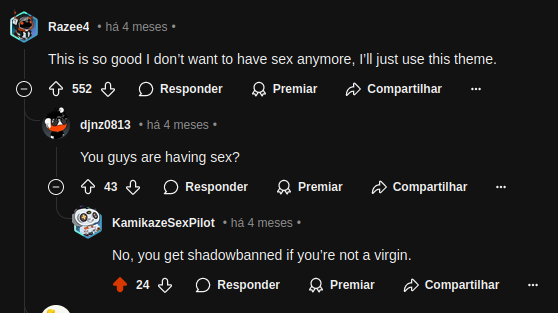 Razee4 • há 4 meses •
This is so good I don’t want to have sex anymore, I’ll just use this theme.
552 Responder Premiar Compartilhar ...
djnz0813 • há 4 meses •
You guys are having sex?
43 Responder Premiar Compartilhar ...
KamikazeSexPilot • há 4 meses •
No, you get shadowbanned if you’re not a virgin.
24 Responder Premiar Compartilhar ...